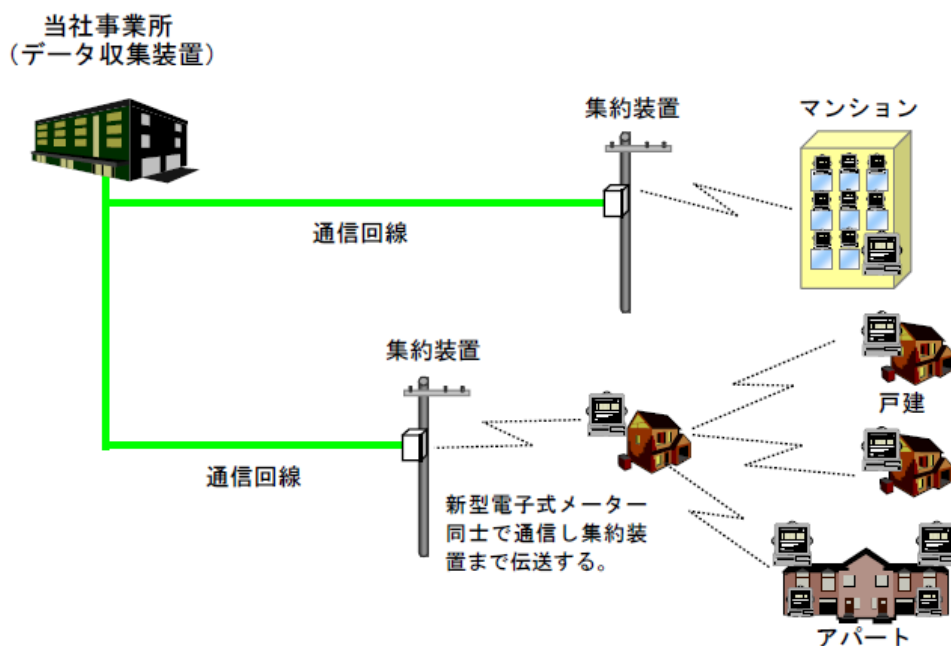 当社事業所
（データ収集装置）
集約装置
マンション
通信回線
集約装置
戸建
通信回線
新型電子式メーター
同士で通信し集約装
置まで伝送する。
アパート